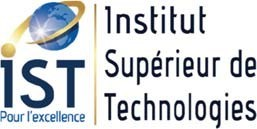 IST
Pour l'excellence
Institut
Supérieur de
Technologies